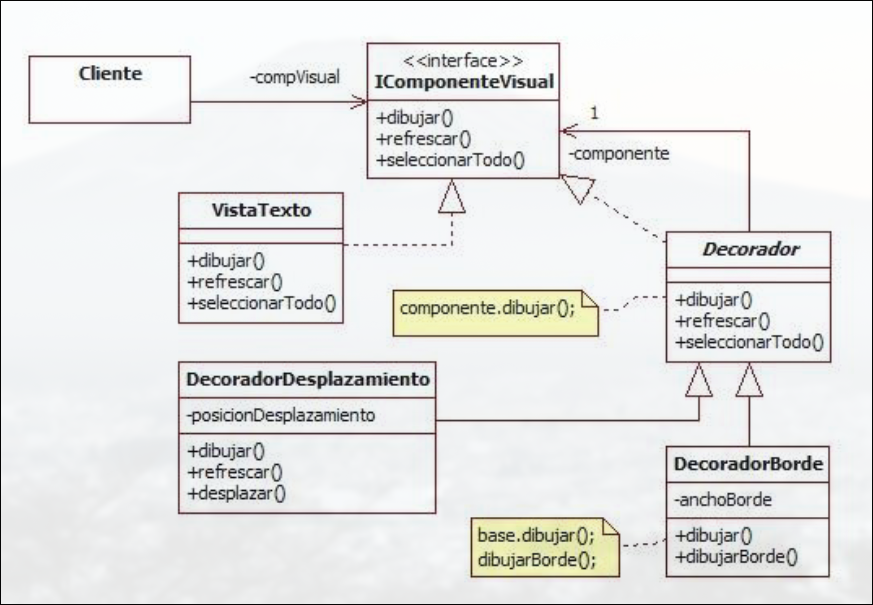 Cliente
-compVisual
<<interface>>
IComponenteVisual
+dibujar()
+refrescar()
+seleccionarTodo()
1
-componente
VistaTexto
+dibujar()
+refrescar()
+seleccionarTodo()
Decorador
+dibujar()
+refrescar()
+seleccionarTodo()
componente.dibujar();
DecoradorDesplazamiento
-posicionDesplazamiento
+dibujar()
+refrescar()
+desplazar()
DecoradorBorde
-anchoBorde
+dibujar()
+dibujarBorde()
base.dibujar();
dibujarBorde();